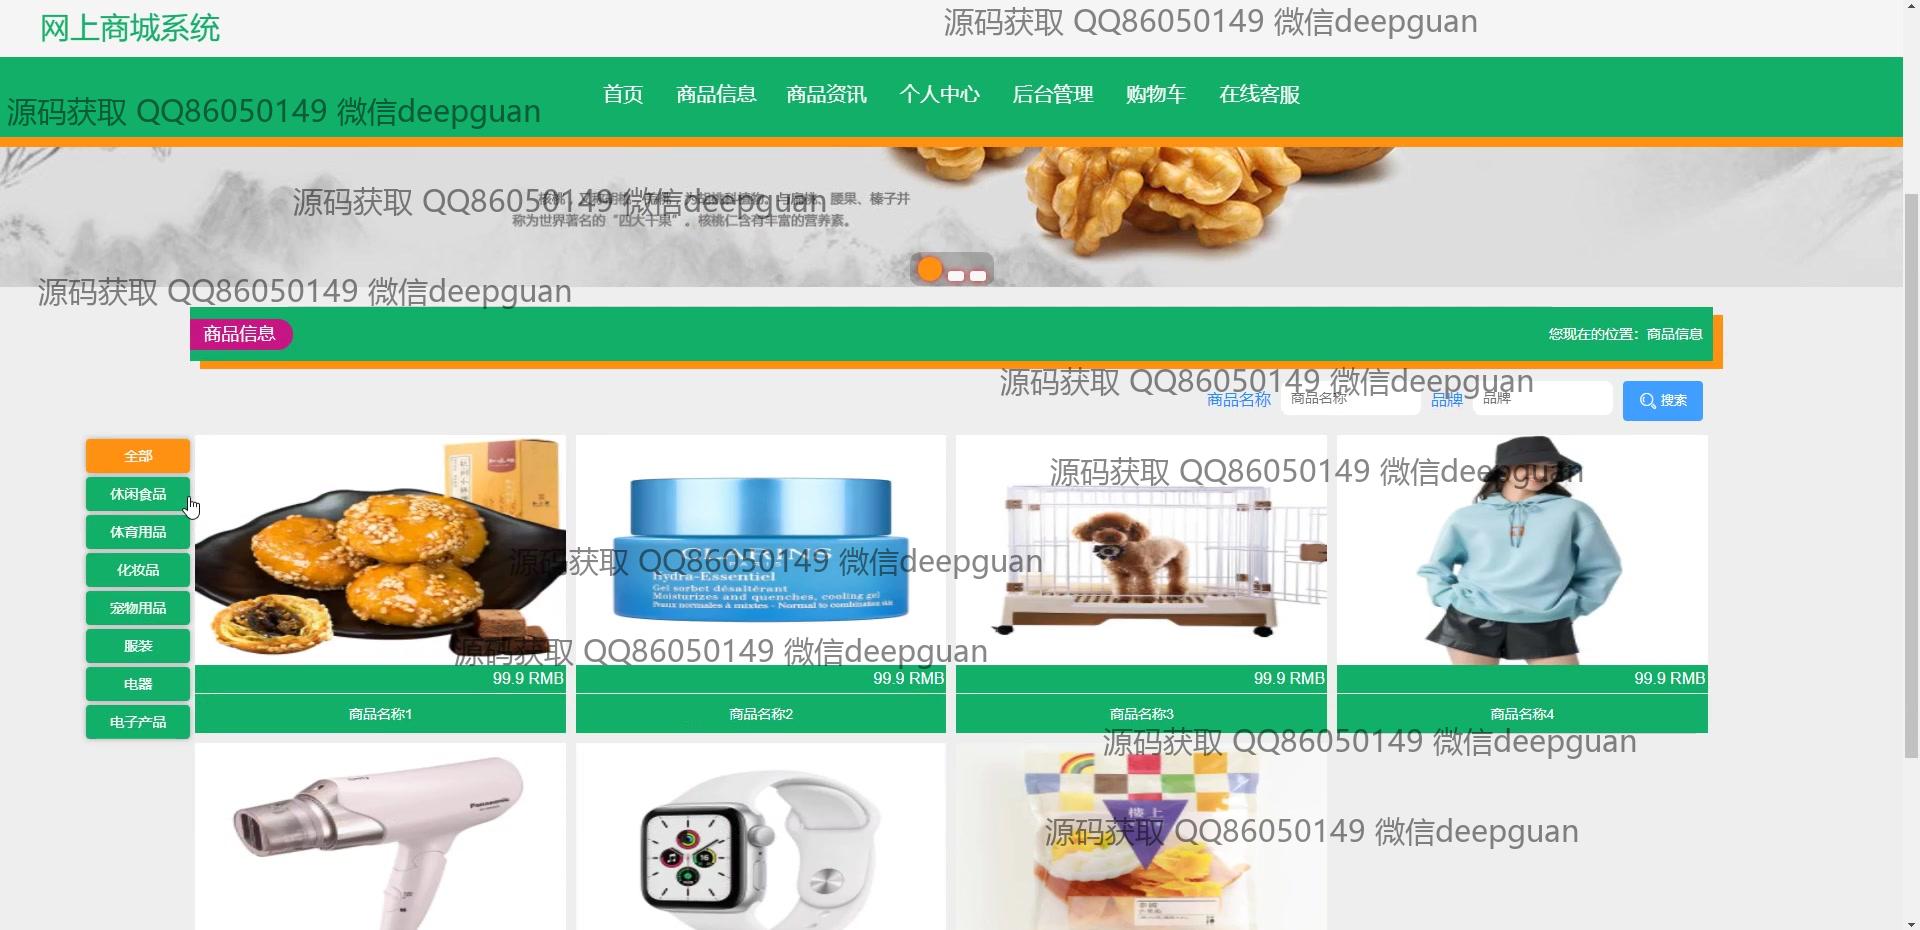 网上商城系统
源码获取 QQ86050149 微信deepguan
首页 商品信息 商品资讯 个人中心 后台管理 购物车 在线客服
源码获取 QQ86050149 微信deepguan
源码获取 QQ86050149 微信deepguan
腰果、榛子并
称为世界著名的“四大干果”。核桃仁含有丰富的营养素。
源码获取 QQ86050149 微信deepguan
商品信息
您现在的位置：商品信息
源码获取 QQ86050149 微信deepguan
商品名称 商品名称 品牌 品牌 搜索
全部
休闲食品
体育用品
化妆品
宠物用品
服装
电器
电子产品
源码获取 QQ86050149 微信deepguan
源码获取 QQ86050149 微信deepguan
CLARINS
PARIS
hydra-Essentiel
Gel sorbet désaltérant
Moisturizes and quenches, cooling gel
Peaux normales à mixtes - Normal to combination skin
源码获取 QQ86050149 微信deepguan
99.9 RMB 99.9 RMB 99.9 RMB 99.9 RMB
商品名称1 商品名称2 商品名称3 商品名称4
源码获取 QQ86050149 微信deepguan
Panasonic
16
楼上
源码获取 QQ86050149 微信deepguan